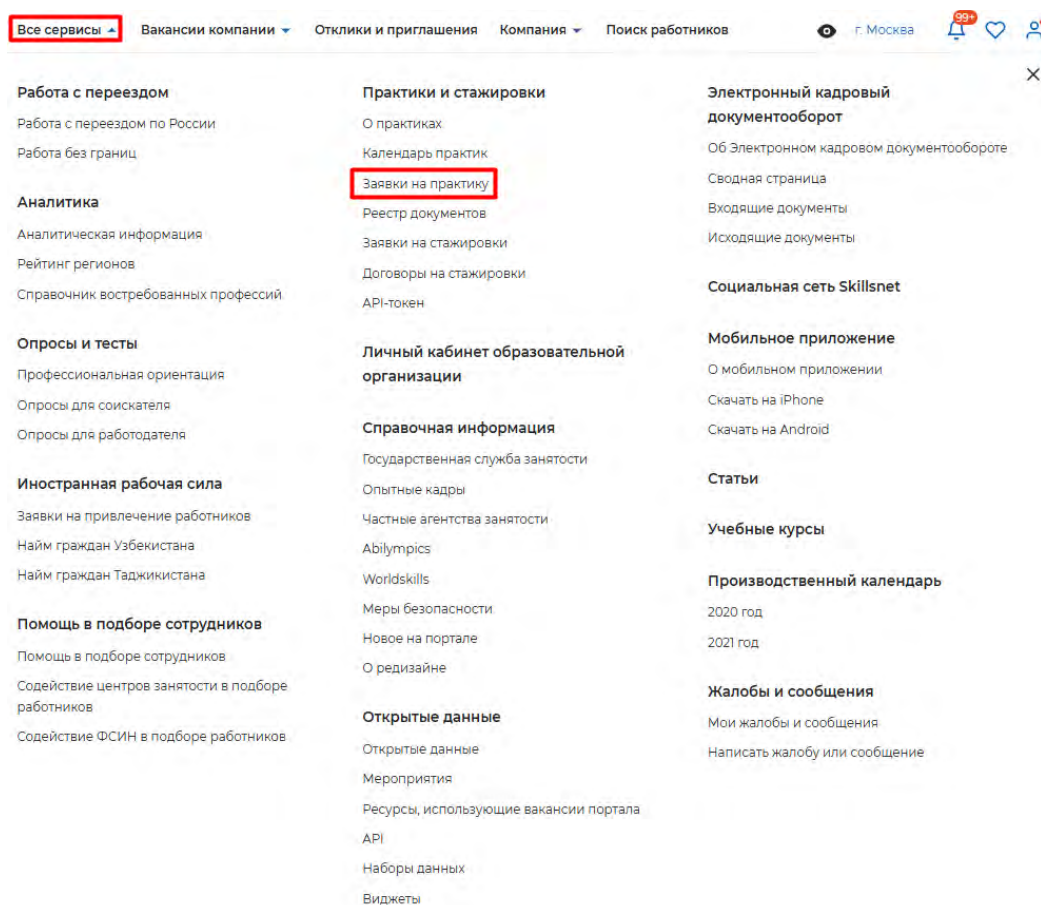 Все сервисы Вакансии компании Отклики и приглашения Компания Поиск работников г. Москва 99+
Работа с переездом
Работа с переездом по России
Работа без границ
Аналитика
Аналитическая информация
Рейтинг регионов
Справочник востребованных профессий
Опросы и тесты
Профессиональная ориентация
Опросы для соискателя
Опросы для работодателя
Иностранная рабочая сила
Заявки на привлечение работников
Найм граждан Узбекистана
Найм граждан Таджикистана
Помощь в подборе сотрудников
Помощь в подборе сотрудников
Содействие центров занятости в подборе
работников
Содействие ФСИН в подборе работников
Практики и стажировки
О практиках
Календарь практик
Заявки на практику
Реестр документов
Заявки на стажировки
Договоры на стажировки
API-токен
Личный кабинет образовательной
организации
Справочная информация
Государственная служба занятости
Опытные кадры
Частные агентства занятости
Abilympics
Worldskills
Меры безопасности
Новое на портале
О редизайне
Открытые данные
Открытые данные
Мероприятия
Ресурсы, использующие вакансии портала
API
Наборы данных
Виджеты
Электронный кадровый
документооборот
Об Электронном кадровом документообороте
Сводная страница
Входящие документы
Исходящие документы
Социальная сеть Skillsnet
Мобильное приложение
О мобильном приложении
Скачать на iPhone
Скачать на Android
Статьи
Учебные курсы
Производственный календарь
2020 год
2021 год
Жалобы и сообщения
Мои жалобы и сообщения
Написать жалобу или сообщение